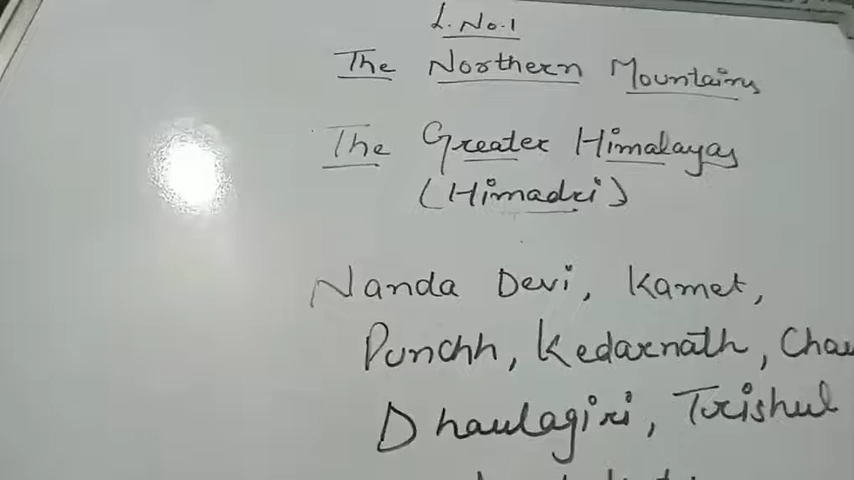 L. No.1
The Northern Mountains
The Greater Himalayas
(Himadri)
Nanda Devi, Kamet,
Punchh, Kedarnath,
Dhaulagiri, Trishul